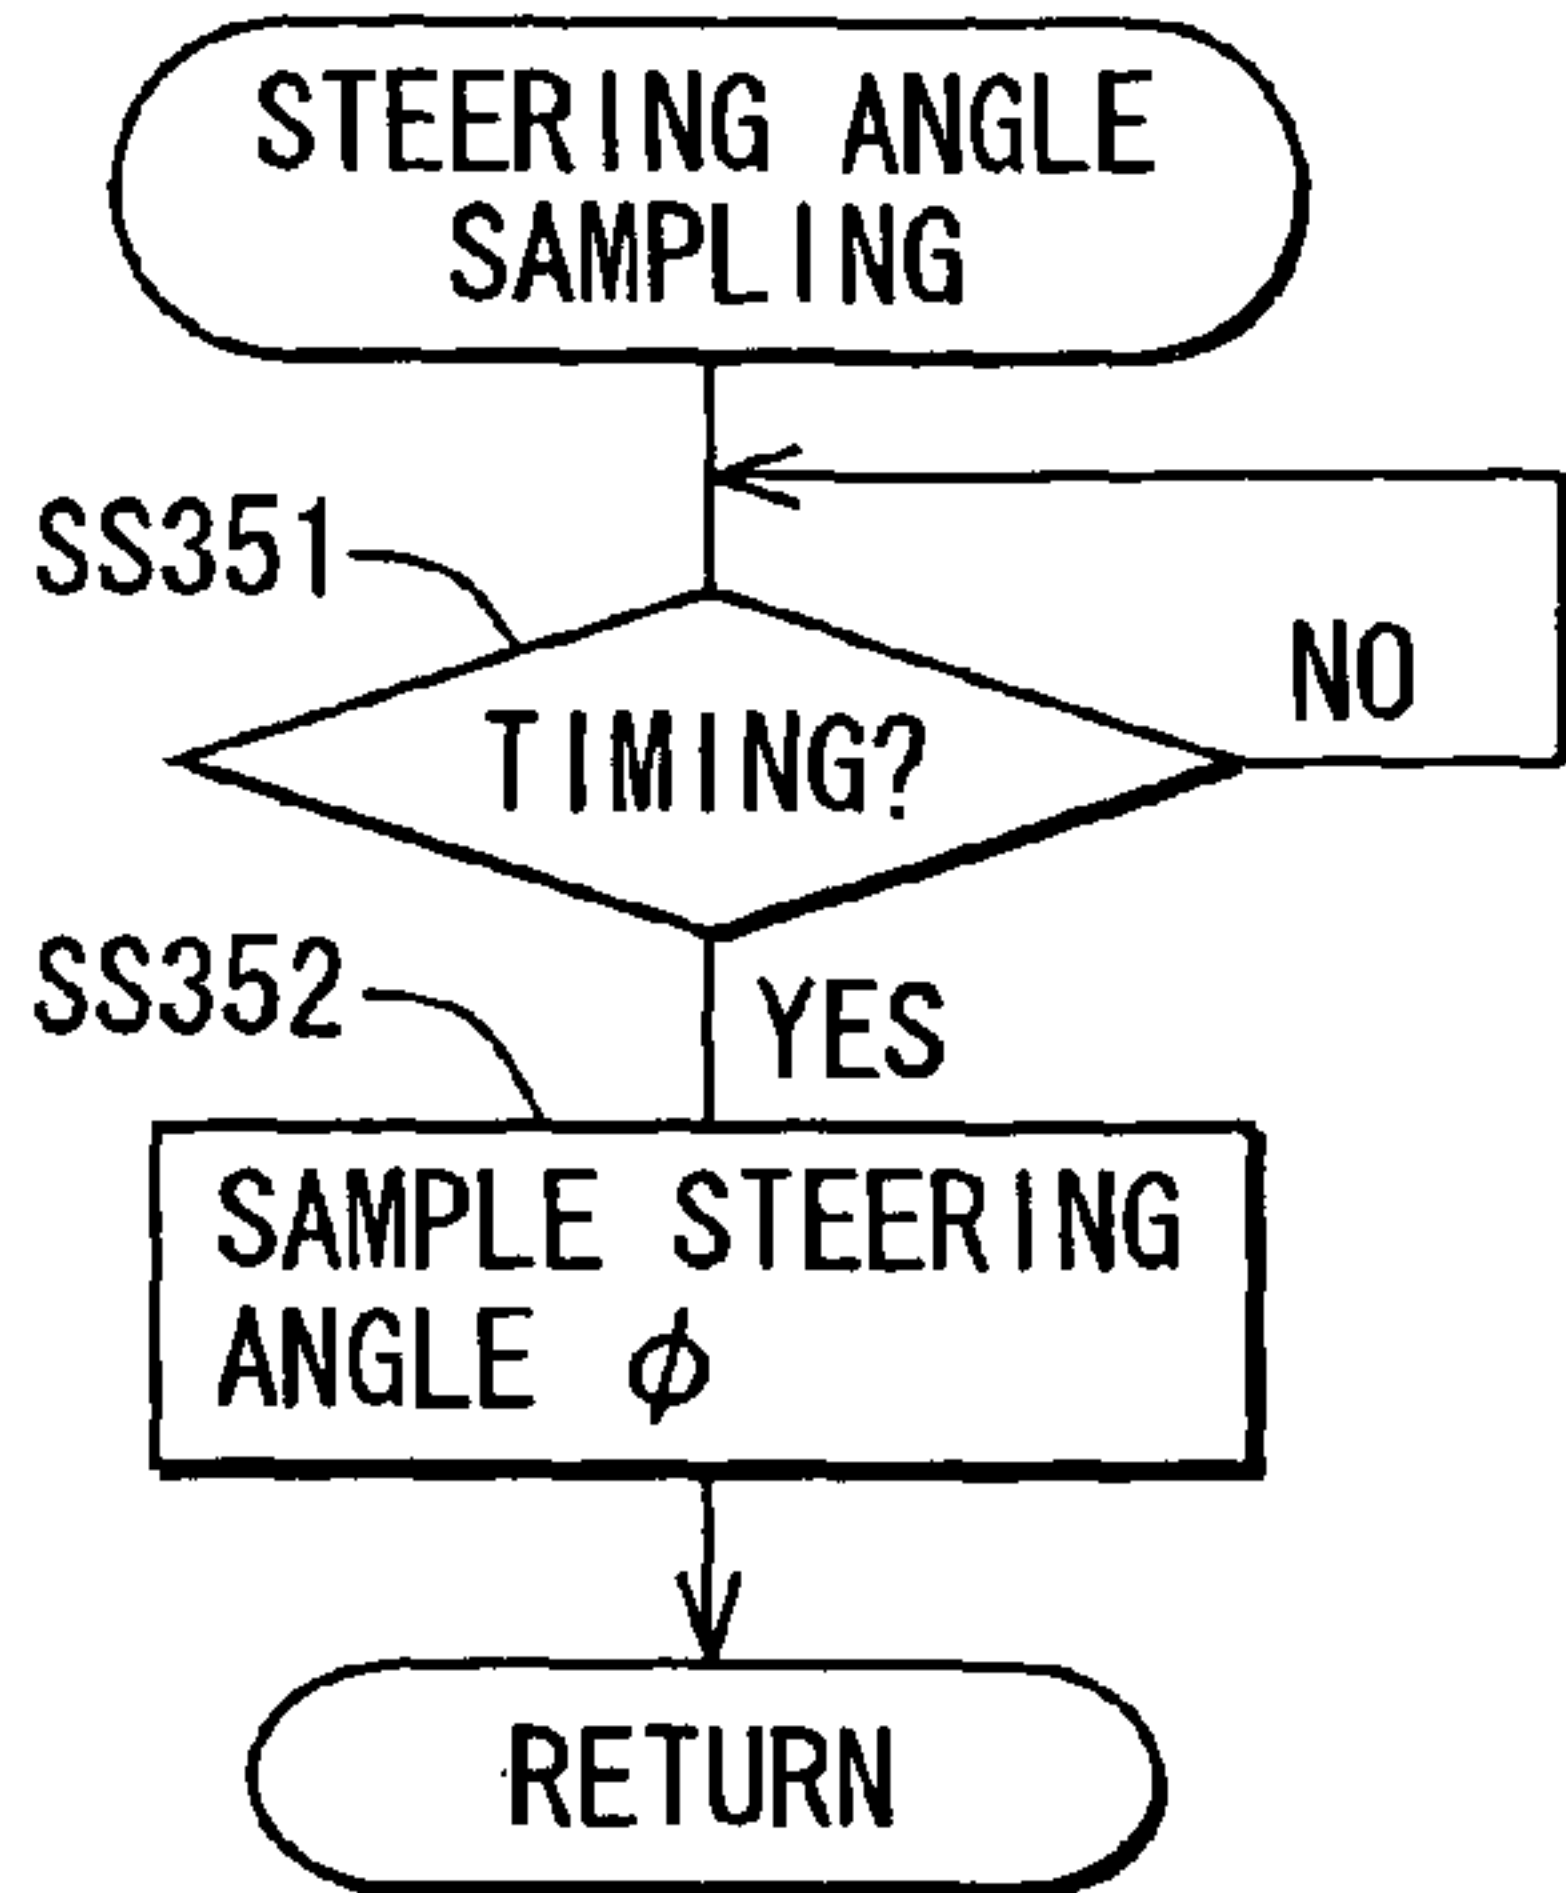 STEERING ANGLE
SAMPLING
SS351
NO
TIMING?
SS352
YES
SAMPLE STEERING
ANGLE ϕ
RETURN